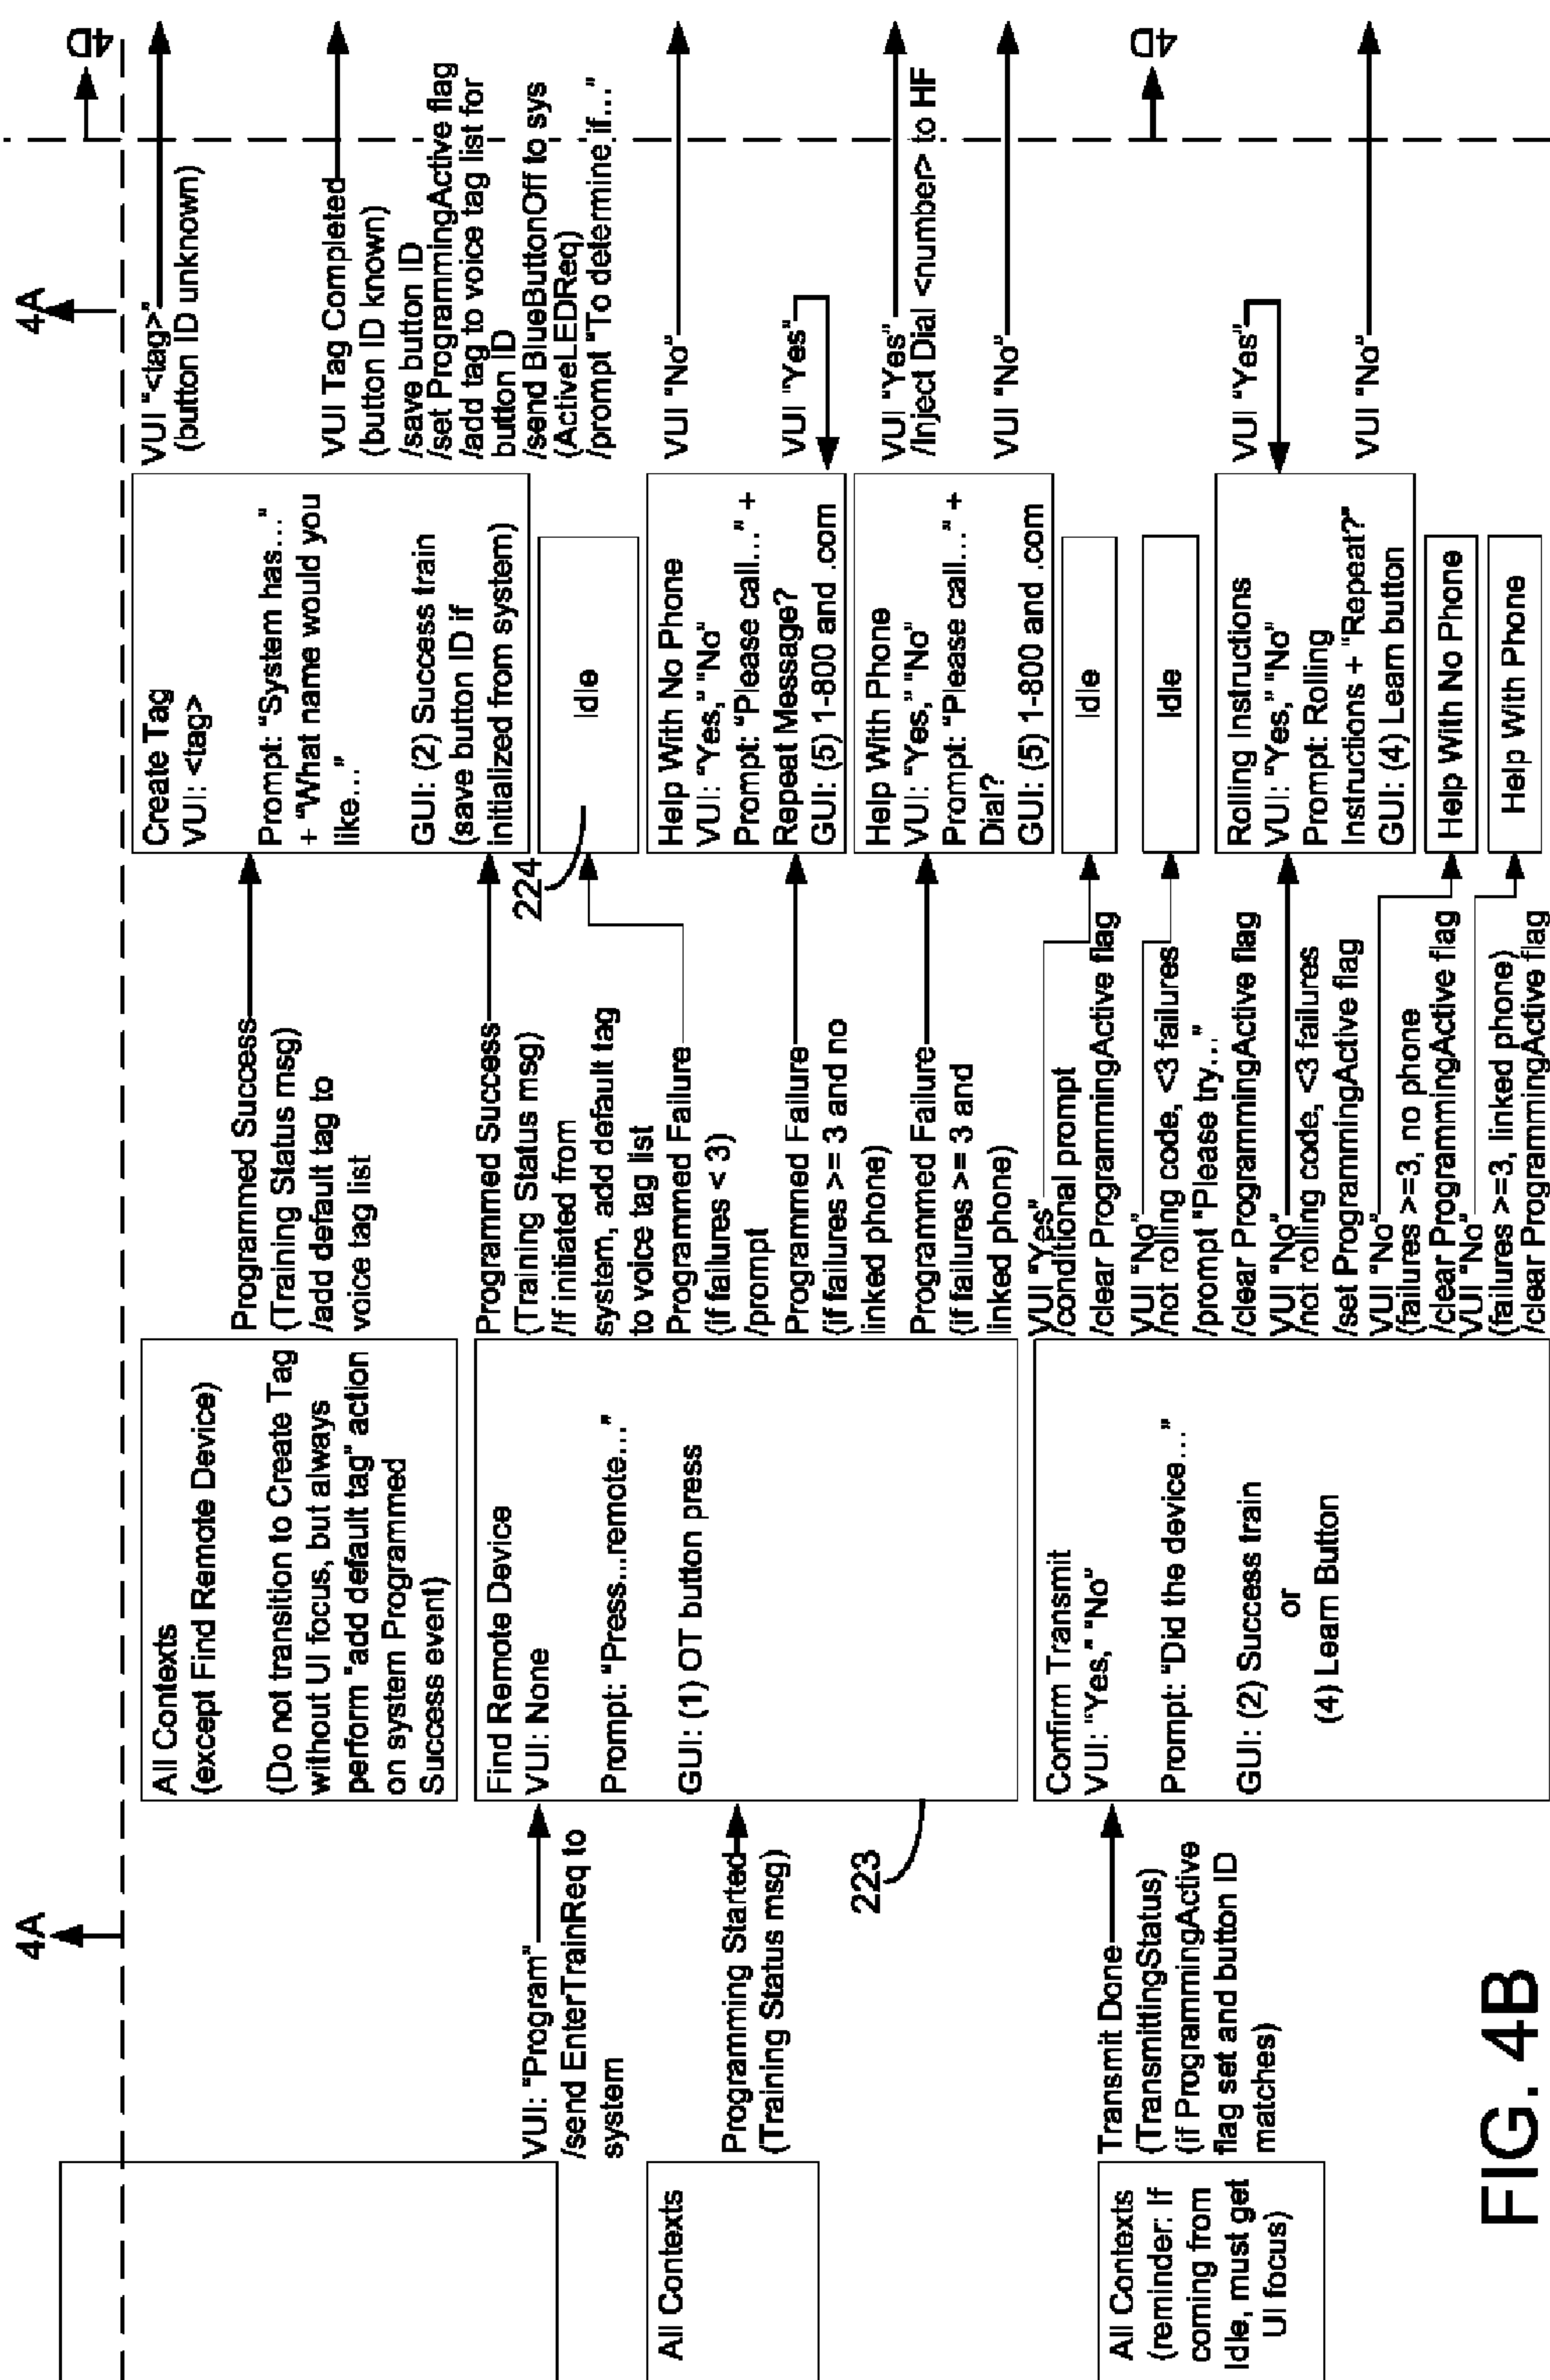 4A
4A
4D
VUI: "Program"
/send EnterTrainReq to
system
All Contexts
Programming Started
(Training Status msg)
All Contexts
(reminder: If
coming from
Idle, must get
UI focus)
Transmit Done
(TransmittingStatus)
(if ProgrammingActive
flag set and button ID
matches)
All Contexts
(except Find Remote Device)
(Do not transition to Create Tag
without UI focus, but always
perform "add default tag" action
on system Programmed
Success event)
Find Remote Device
VUI: None
Prompt: "Press...remote..."
GUI: (1) OT button press
223
Confirm Transmit
VUI: "Yes," "No"
Prompt: "Did the device..."
GUI: (2) Success train
or
(4) Learn Button
Programmed Success
(Training Status msg)
/add default tag to
voice tag list
Programmed Success
(Training Status msg)
/If initiated from
system, add default tag
to voice tag list
Programmed Failure
(if failures < 3)
/prompt
Programmed Failure
(if failures >= 3 and no
linked phone)
Programmed Failure
(if failures >= 3 and
linked phone)
VUI "Yes"
/conditional prompt
/clear ProgrammingActive flag
VUI "No"
/not rolling code, <3 failures
/prompt "Please try..."
/clear ProgrammingActive flag
VUI "No"
/not rolling code, <3 failures
/set ProgrammingActive flag
VUI "No"
(failures >=3, no phone
/clear ProgrammingActive flag
VUI "No"
(failures >=3, linked phone)
/clear ProgrammingActive flag
Create Tag
VUI: <tag>
Prompt: "System has..."
+ "What name would you
like..."
GUI: (2) Success train
(save button ID if
initialized from system)
224
Idle
Help With No Phone
VUI: "Yes," "No"
Prompt: "Please call..." +
Repeat Message?
GUI: (5) 1-800 and .com
Help With Phone
VUI: "Yes," "No"
Prompt: "Please call..." +
Dial?
GUI: (5) 1-800 and .com
Idle
Idle
Rolling Instructions
VUI: "Yes," "No"
Prompt: Rolling
Instructions + "Repeat?"
GUI: (4) Learn button
Help With No Phone
Help With Phone
VUI "<tag>"
(button ID unknown)
VUI Tag Completed
(button ID known)
/save button ID
/set ProgrammingActive flag
/add tag to voice tag list for
button ID
/send BlueButtonOff to sys
(ActiveLEDReq)
/prompt "To determine if..."
VUI "No"
VUI "Yes"
VUI "Yes"
/Inject Dial <number> to HF
VUI "No"
VUI "Yes"
VUI "No"
4D
FIG. 4B